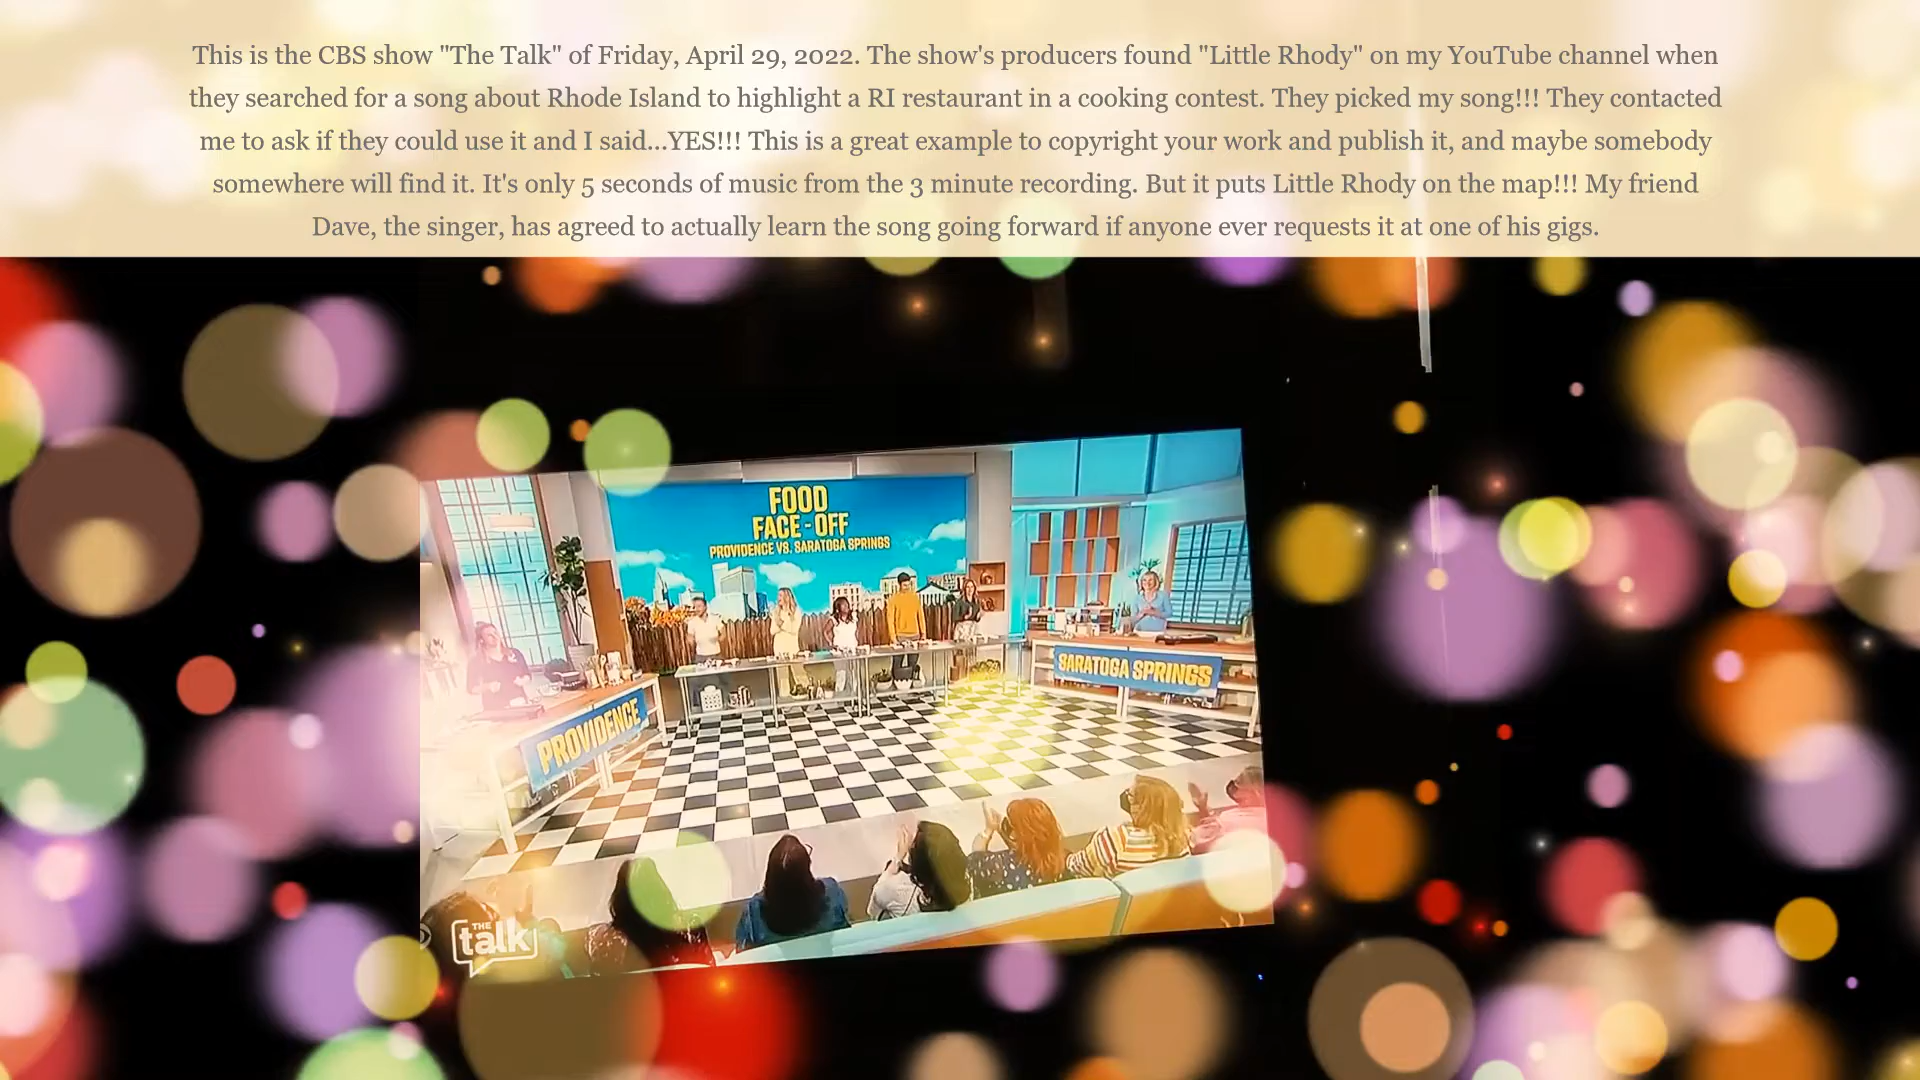 This is the CBS show "The Talk" of Friday, April 29, 2022. The show's producers found "Little Rhody" on my YouTube channel when
they searched for a song about Rhode Island to highlight a RI restaurant in a cooking contest. They picked my song!!! They contacted
me to ask if they could use it and I said...YES!!! This is a great example to copyright your work and publish it, and maybe somebody
somewhere will find it. It's only 5 seconds of music from the 3 minute recording. But it puts Little Rhody on the map!!! My friend
Dave, the singer, has agreed to actually learn the song going forward if anyone ever requests it at one of his gigs.
FOOD
FACE-OFF
PROVIDENCE VS. SARATOGA SPRINGS
SARATOGA SPRINGS
PROVIDENCE
THE
talk